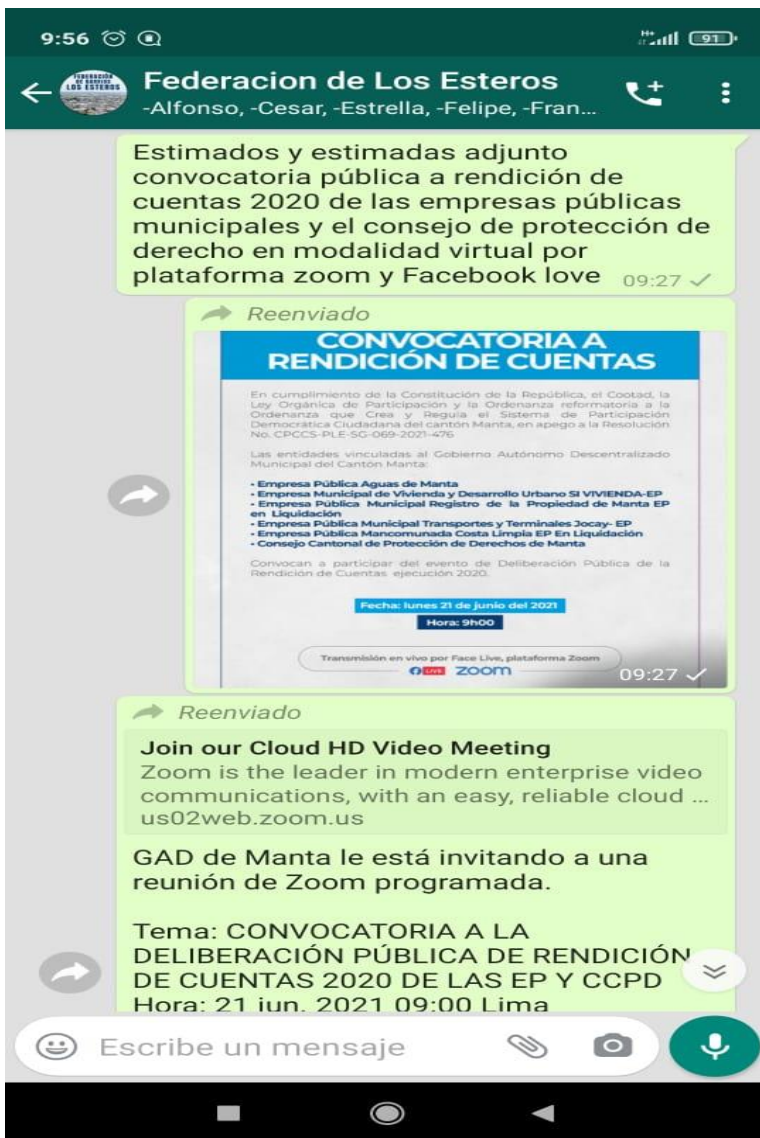 9:56
H+
91
FEDERACIÓN
DE BARRIOS
LOS ESTEROS
Federacion de Los Esteros
-Alfonso, -Cesar, -Estrella, -Felipe, -Fran...
Estimados y estimadas adjunto
convocatoria pública a rendición de
cuentas 2020 de las empresas públicas
municipales y el consejo de protección de
derecho en modalidad virtual por
plataforma zoom y Facebook love 09:27
Reenviado
CONVOCATORIA A
RENDICIÓN DE CUENTAS
En cumplimiento de la Constitución de la República, el Cootad, la
Ley Orgánica de Participación y la Ordenanza reformatoria a la
Ordenanza que Crea y Regula el Sistema de Participación
Democrática Ciudadana del cantón Manta, en apego a la Resolución
No. CPCCS-PLE-SG-069-2021-476
Las entidades vinculadas al Gobierno Autónomo Descentralizado
Municipal del Cantón Manta:
• Empresa Pública Aguas de Manta
• Empresa Municipal de Vivienda y Desarrollo Urbano SI VIVIENDA-EP
• Empresa Pública Municipal Registro de la Propiedad de Manta EP
en Liquidación
• Empresa Pública Municipal Transportes y Terminales Jocay- EP
• Empresa Pública Mancomunada Costa Limpia EP En Liquidación
• Consejo Cantonal de Protección de Derechos de Manta
Convocan a participar del evento de Deliberación Pública de la
Rendición de Cuentas ejecución 2020.
Fecha: lunes 21 de junio del 2021
Hora: 9h00
Transmisión en vivo por Face Live, plataforma Zoom
LIVE zoom
09:27
Reenviado
Join our Cloud HD Video Meeting
Zoom is the leader in modern enterprise video
communications, with an easy, reliable cloud ...
us02web.zoom.us
GAD de Manta le está invitando a una
reunión de Zoom programada.
Tema: CONVOCATORIA A LA
DELIBERACIÓN PÚBLICA DE RENDICIÓN
DE CUENTAS 2020 DE LAS EP Y CCPD
Hora: 21 jun. 2021 09:00 Lima
Escribe un mensaje